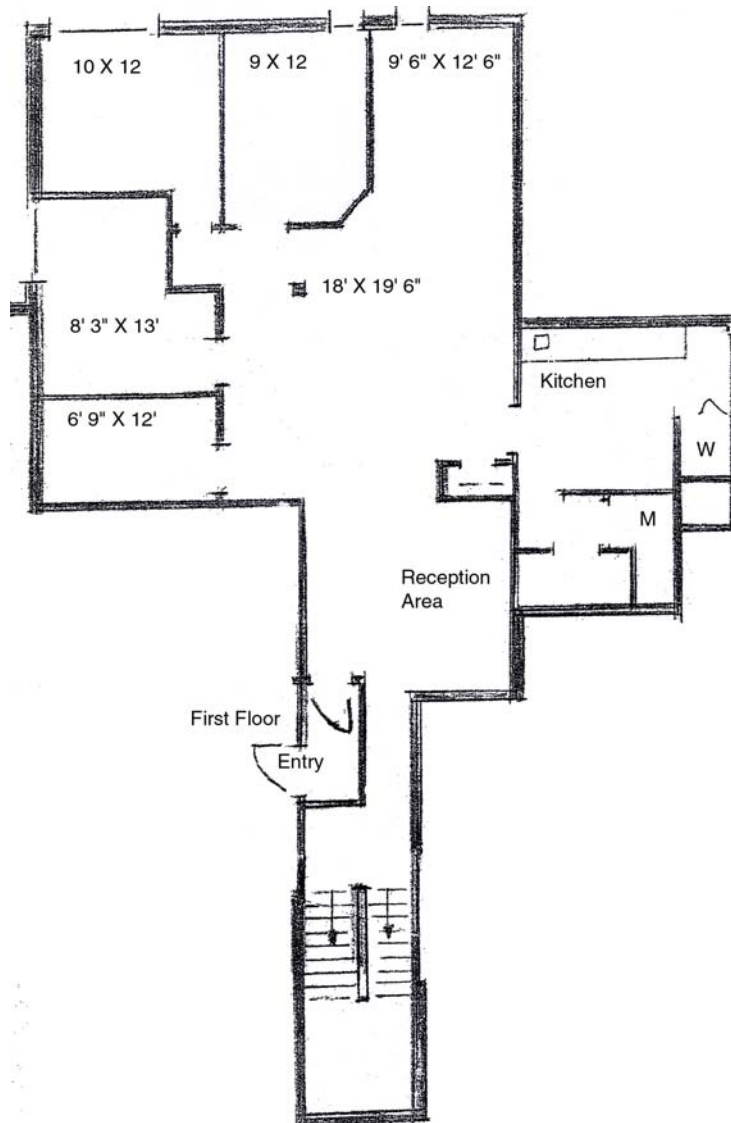 10 X 12
9 X 12
9' 6" X 12' 6"
18' X 19' 6"
8' 3" X 13'
Kitchen
6' 9" X 12'
W
M
Reception
Area
First Floor
Entry